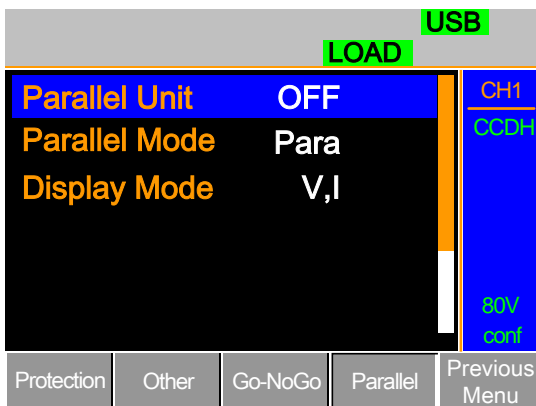 USB
LOAD
Parallel Unit OFF
Parallel Mode Para
Display Mode V,I
CH1
CCDH
80V
conf
Protection Other Go-NoGo Parallel Previous Menu